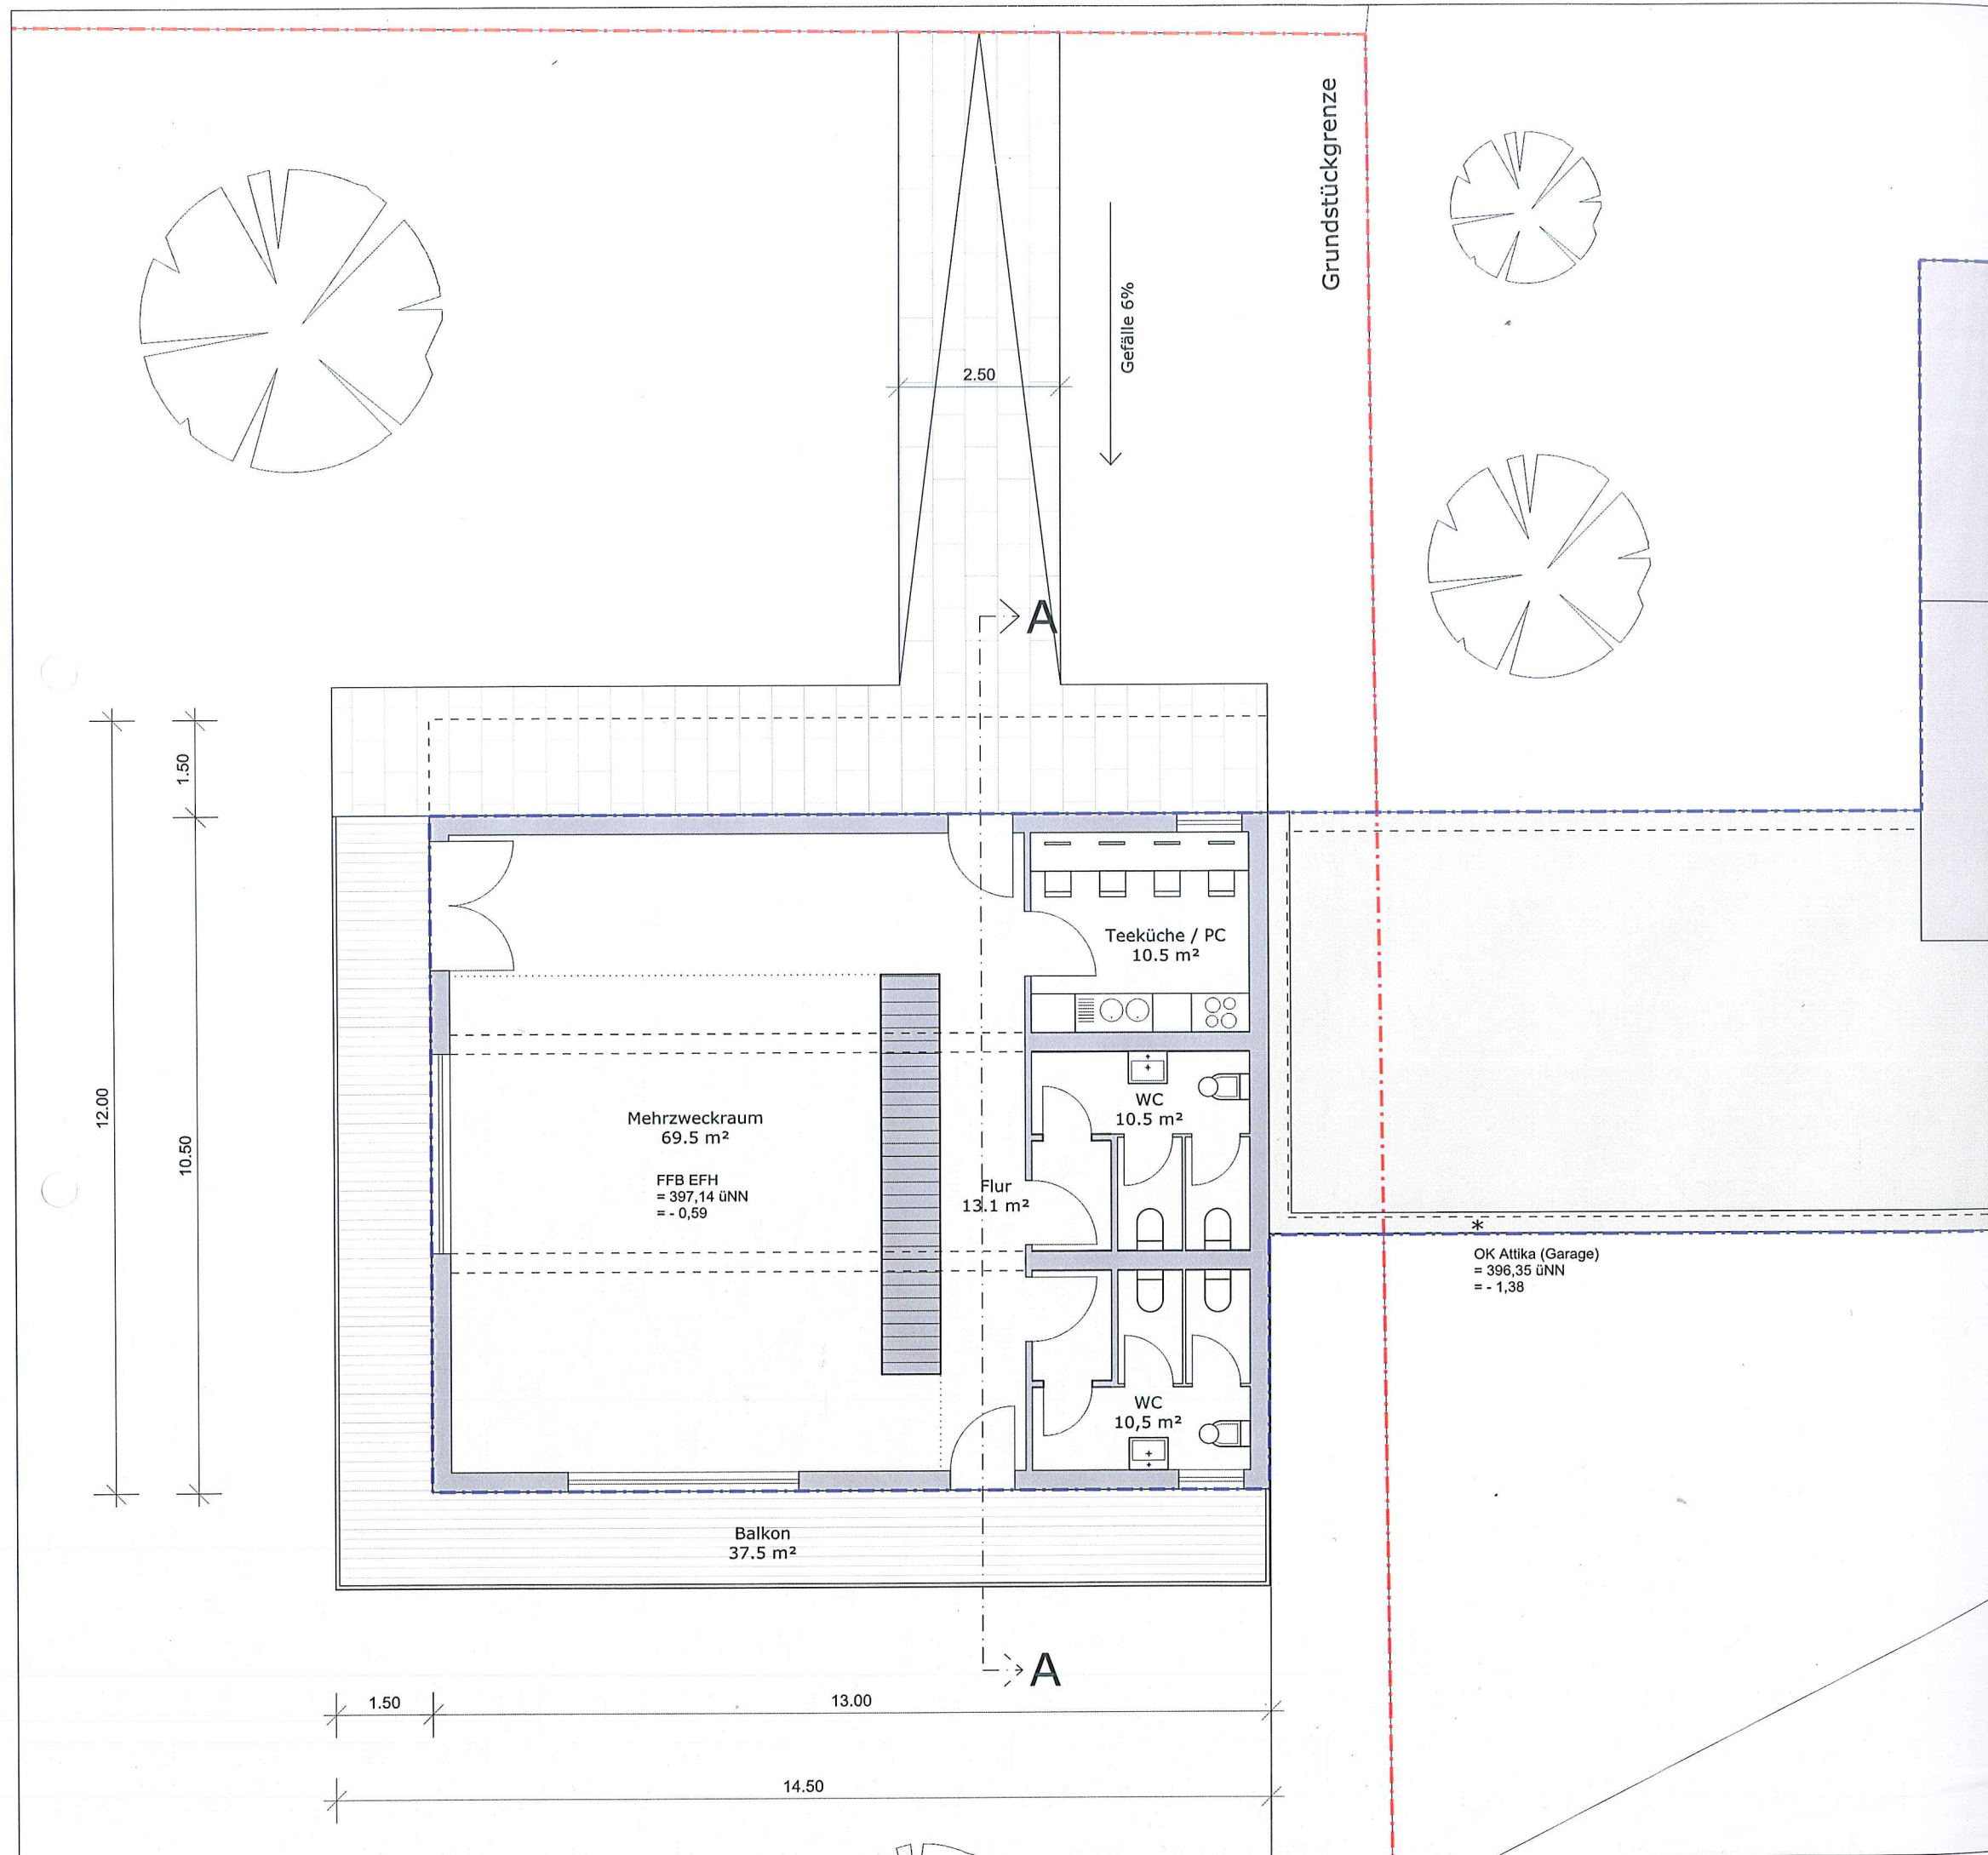 Grundstückgrenze
Gefälle 6%
2.50
A
1.50
12.00
10.50
Teeküche / PC
10.5 m²
WC
10.5 m²
Mehrzweckraum
69.5 m²
FFB EFH
= 397,14 üNN
= - 0,59
Flur
13.1 m²
*
OK Attika (Garage)
= 396,35 üNN
= - 1,38
WC
10,5 m²
Balkon
37.5 m²
A
1.50
13.00
14.50